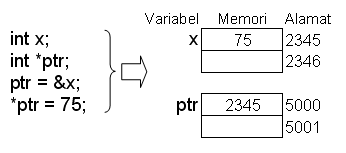 Variabel Memori Alamat
int x;
int *ptr;
ptr = &x;
*ptr = 75;
x 75 2345
2346
ptr 2345 5000
5001